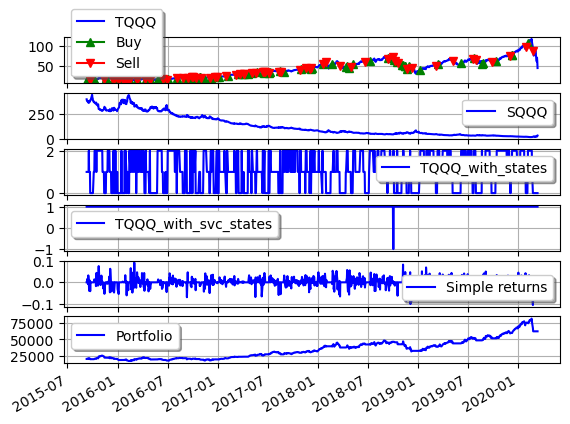 TQQQ
Buy
Sell
100
50
SQQQ
250
0
TQQQ_with_states
2
0
TQQQ_with_svc_states
1
0
−1
Simple returns
0.1
0.0
−0.1
Portfolio
75000
50000
25000
2015-07 2016-01 2016-07 2017-01 2017-07 2018-01 2018-07 2019-01 2019-07 2020-01